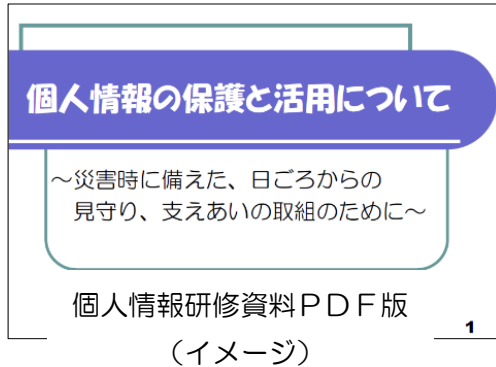 個人情報の保護と活用について
～災害時に備えた、日ごろからの
見守り、支えあいの取組のために～
個人情報研修資料ＰＤＦ版
1
（イメージ）